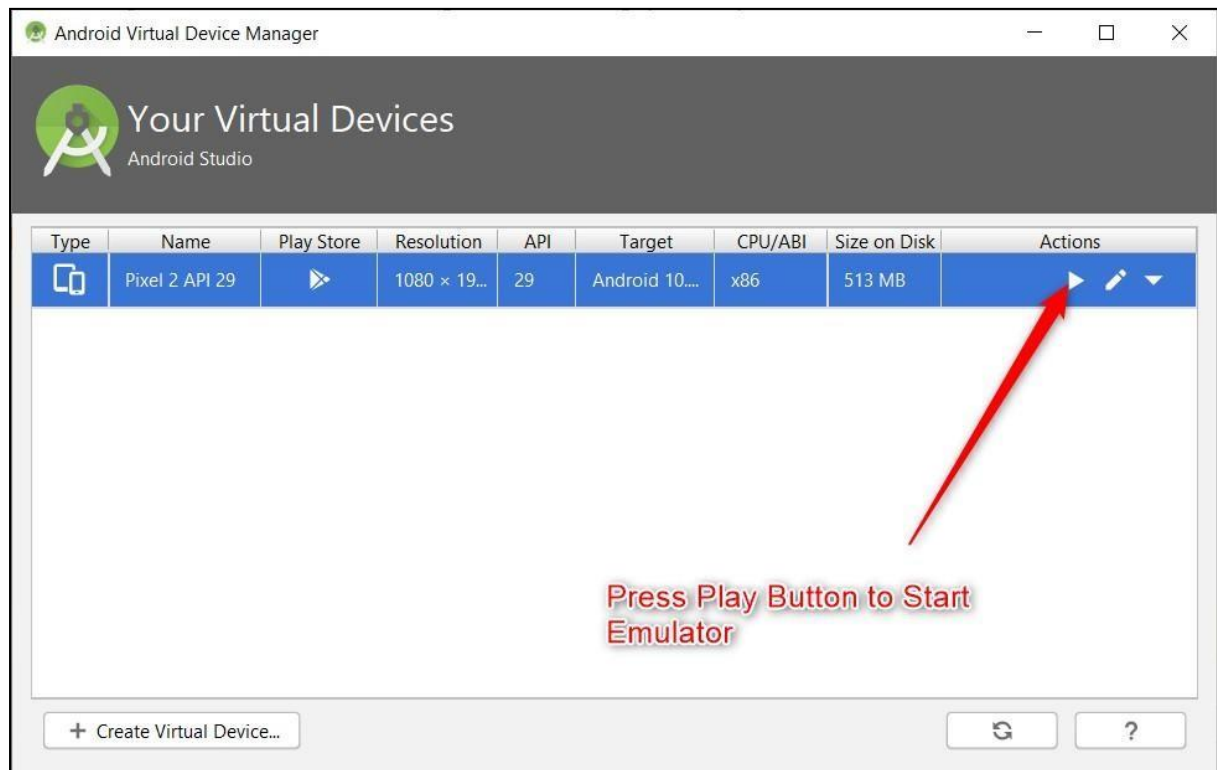 Android Virtual Device Manager
Your Virtual Devices
Android Studio
Type Name Play Store Resolution API Target CPU/ABI Size on Disk Actions
Pixel 2 API 29 1080 × 19... 29 Android 10.... x86 513 MB
Press Play Button to Start
Emulator
+ Create Virtual Device... ?